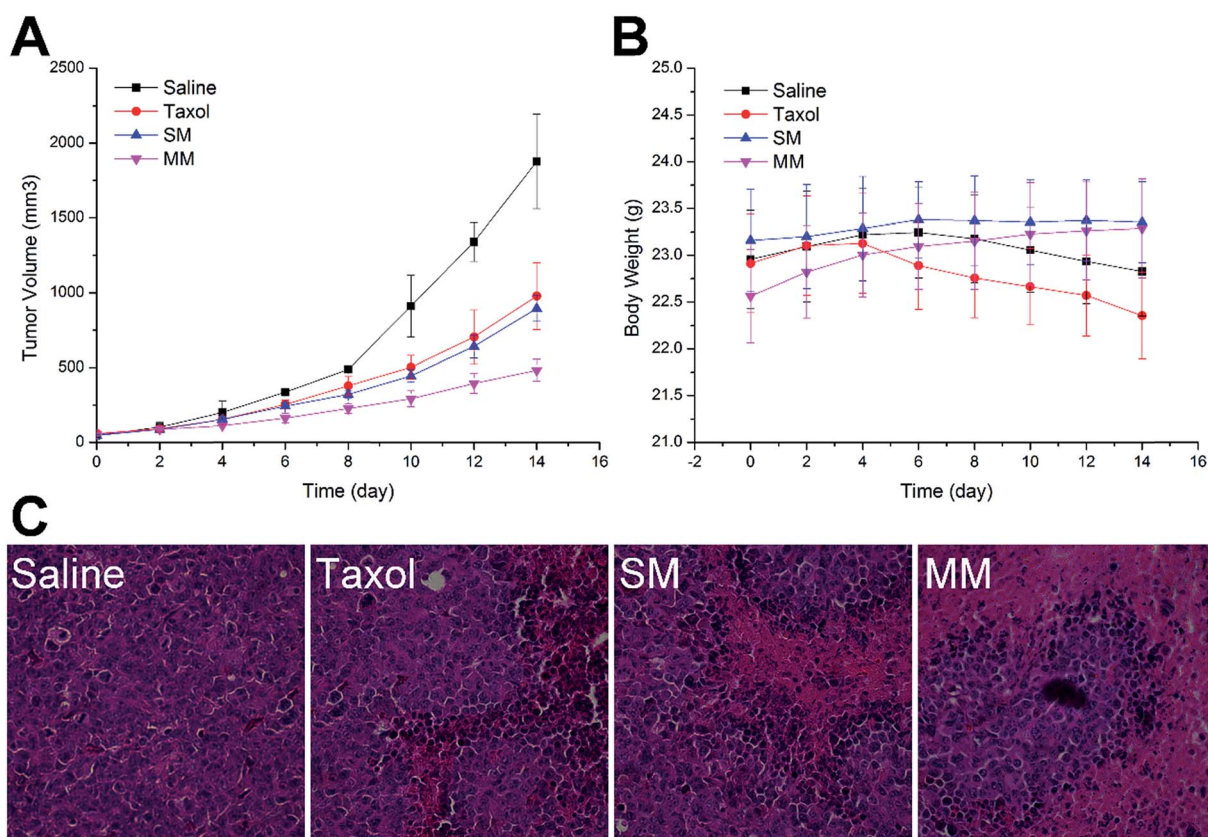 A
2500
2000
1500
1000
500
0
Tumor Volume (mm3)
Saline
Taxol
SM
MM
0 2 4 6 8 10 12 14 16
Time (day)
B
25.0
24.5
24.0
23.5
23.0
22.5
22.0
21.5
21.0
Body Weight (g)
Saline
Taxol
SM
MM
-2 0 2 4 6 8 10 12 14 16
Time (day)
C
Saline
Taxol
SM
MM